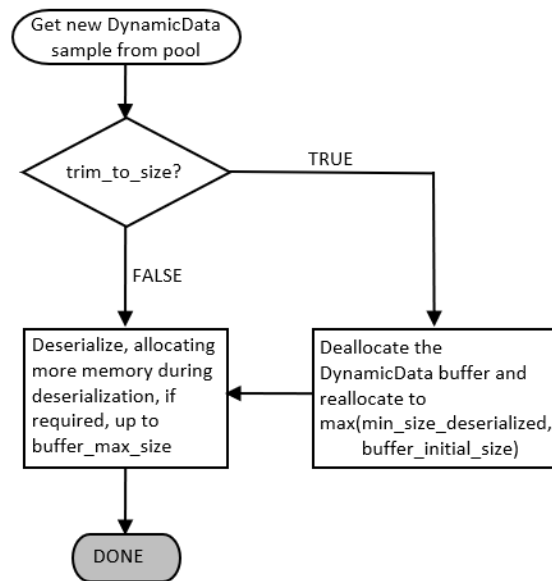 Get new DynamicData
sample from pool
trim_to_size?
TRUE
FALSE
Deserialize, allocating
more memory during
deserialization, if
required, up to
buffer_max_size
Deallocate the
DynamicData buffer and
reallocate to
max(min_size_deserialized,
buffer_initial_size)
DONE